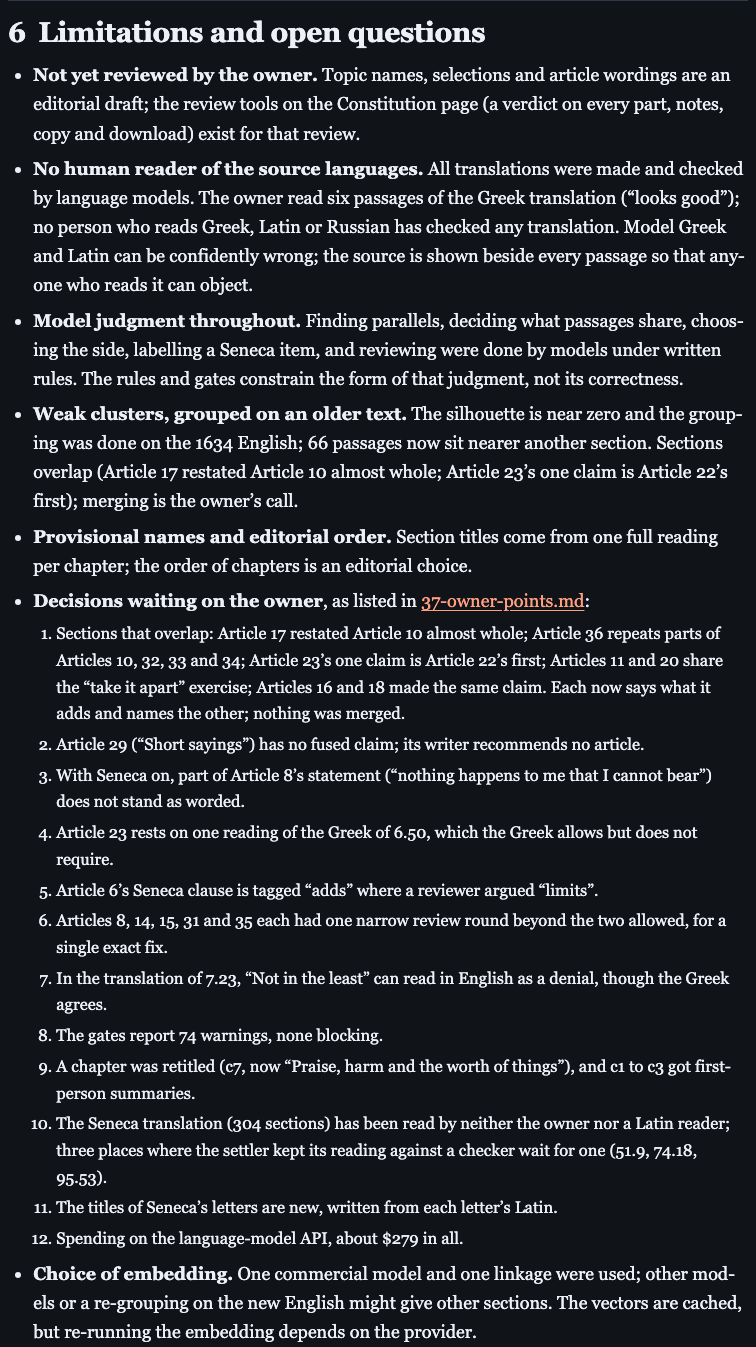 6 Limitations and open questions
• Not yet reviewed by the owner. Topic names, selections and article wordings are an
editorial draft; the review tools on the Constitution page (a verdict on every part, notes,
copy and download) exist for that review.
• No human reader of the source languages. All translations were made and checked
by language models. The owner read six passages of the Greek translation (“looks good”);
no person who reads Greek, Latin or Russian has checked any translation. Model Greek
and Latin can be confidently wrong; the source is shown beside every passage so that any-
one who reads it can object.
• Model judgment throughout. Finding parallels, deciding what passages share, choos-
ing the side, labelling a Seneca item, and reviewing were done by models under written
rules. The rules and gates constrain the form of that judgment, not its correctness.
• Weak clusters, grouped on an older text. The silhouette is near zero and the group-
ing was done on the 1634 English; 66 passages now sit nearer another section. Sections
overlap (Article 17 restated Article 10 almost whole; Article 23’s one claim is Article 22’s
first); merging is the owner’s call.
• Provisional names and editorial order. Section titles come from one full reading
per chapter; the order of chapters is an editorial choice.
• Decisions waiting on the owner, as listed in 37-owner-points.md:
1. Sections that overlap: Article 17 restated Article 10 almost whole; Article 36 repeats parts of
Articles 10, 32, 33 and 34; Article 23’s one claim is Article 22’s first; Articles 11 and 20 share
the “take it apart” exercise; Articles 16 and 18 made the same claim. Each now says what it
adds and names the other; nothing was merged.
2. Article 29 (“Short sayings”) has no fused claim; its writer recommends no article.
3. With Seneca on, part of Article 8’s statement (“nothing happens to me that I cannot bear”)
does not stand as worded.
4. Article 23 rests on one reading of the Greek of 6.50, which the Greek allows but does not
require.
5. Article 6’s Seneca clause is tagged “adds” where a reviewer argued “limits”.
6. Articles 8, 14, 15, 31 and 35 each had one narrow review round beyond the two allowed, for a
single exact fix.
7. In the translation of 7.23, “Not in the least” can read in English as a denial, though the Greek
agrees.
8. The gates report 74 warnings, none blocking.
9. A chapter was retitled (c7, now “Praise, harm and the worth of things”), and c1 to c3 got first-
person summaries.
10. The Seneca translation (304 sections) has been read by neither the owner nor a Latin reader;
three places where the settler kept its reading against a checker wait for one (51.9, 74.18,
95.53).
11. The titles of Seneca’s letters are new, written from each letter’s Latin.
12. Spending on the language-model API, about $279 in all.
• Choice of embedding. One commercial model and one linkage were used; other mod-
els or a re-grouping on the new English might give other sections. The vectors are cached,
but re-running the embedding depends on the provider.